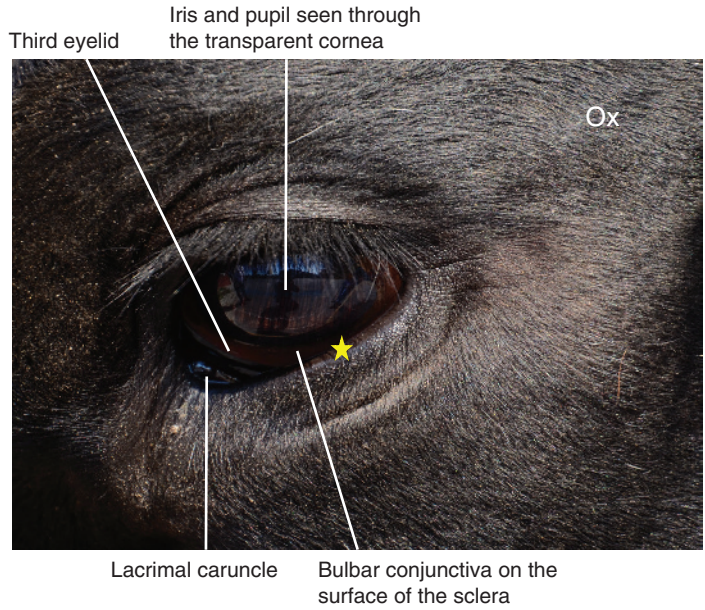 Iris and pupil seen through
the transparent cornea
Third eyelid
Ox
Lacrimal caruncle
Bulbar conjunctiva on the
surface of the sclera